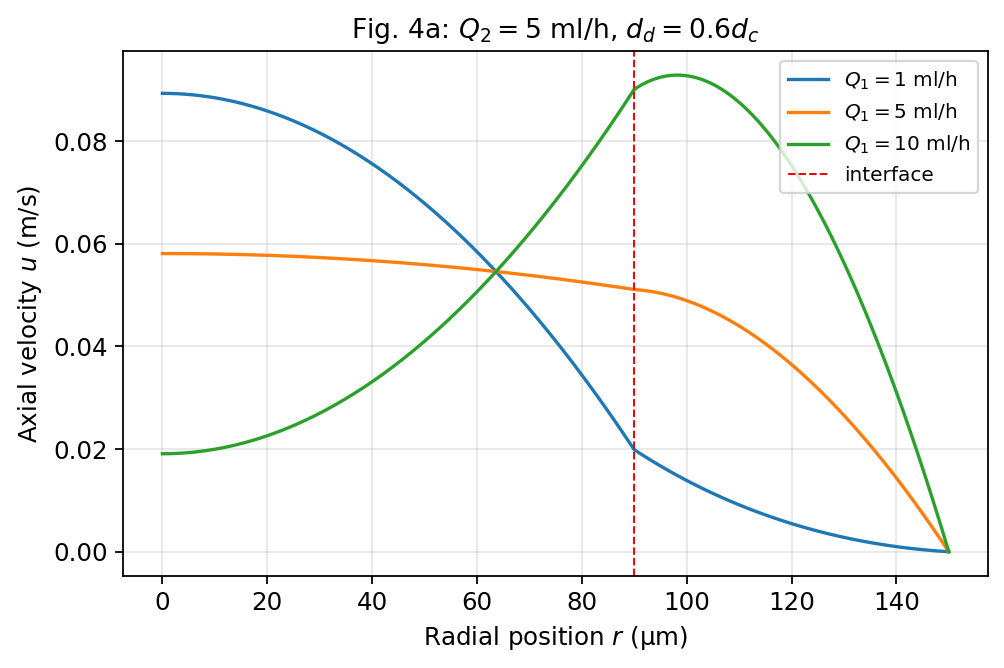 Fig. 4a: Q₂ = 5 ml/h, d_d = 0.6d_c
Axial velocity u (m/s)
0.08
0.06
0.04
0.02
0.00
Q₁ = 1 ml/h
Q₁ = 5 ml/h
Q₁ = 10 ml/h
interface
0 20 40 60 80 100 120 140
Radial position r (µm)